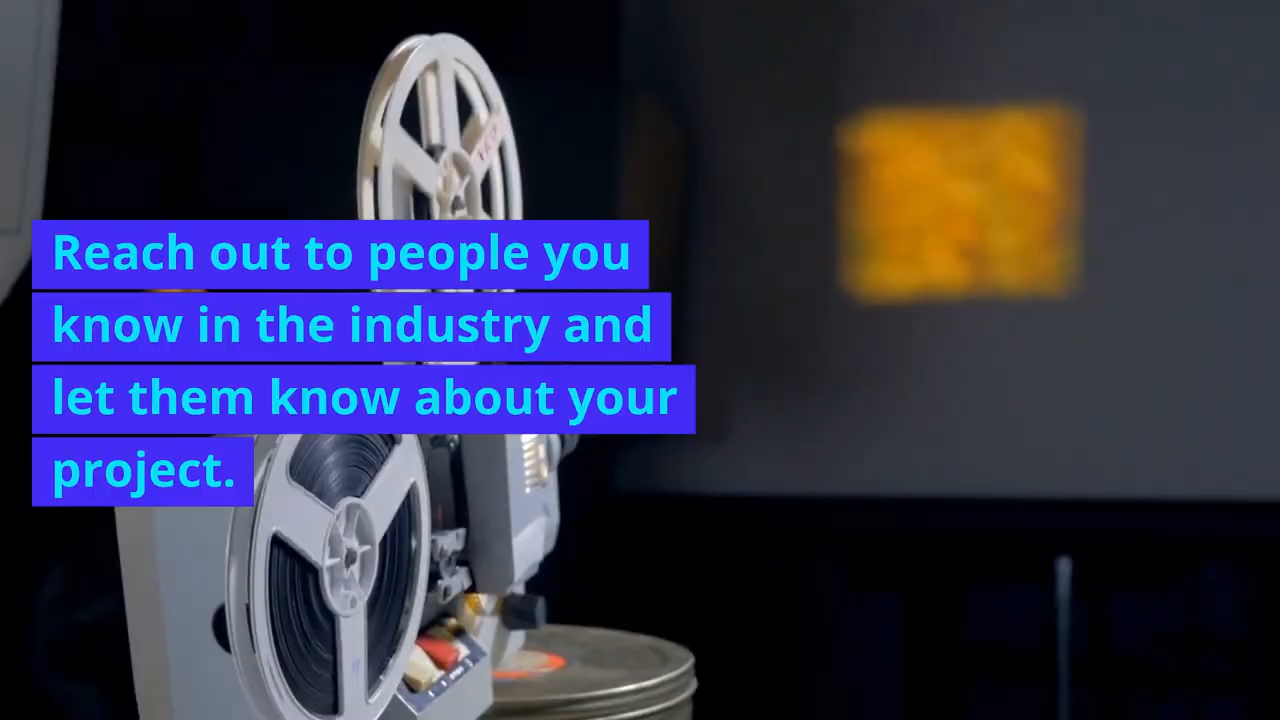 Reach out to people you
know in the industry and
let them know about your
project.